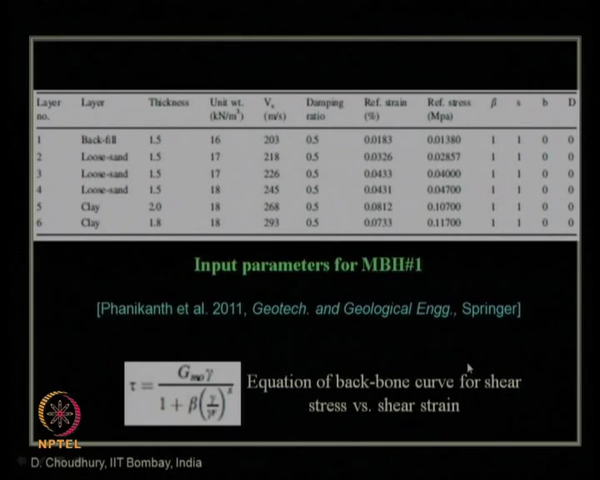 Layer no. Layer Thickness Unit wt. (kN/m³) Vs (m/s) Damping ratio Ref. strain (%) Ref. stress (Mpa) β s b D
1 Back-fill 1.5 16 203 0.5 0.0183 0.01380 1 1 0 0
2 Loose-sand 1.5 17 218 0.5 0.0326 0.02857 1 1 0 0
3 Loose-sand 1.5 17 226 0.5 0.0433 0.04000 1 1 0 0
4 Loose-sand 1.5 18 245 0.5 0.0431 0.04700 1 1 0 0
5 Clay 2.0 18 268 0.5 0.0812 0.10700 1 1 0 0
6 Clay 1.8 18 293 0.5 0.0733 0.11700 1 1 0 0
Input parameters for MBH#1
[Phanikanth et al. 2011, Geotech. and Geological Engg., Springer]
τ = Gmoγ / 1 + β(γ/γr)^s
Equation of back-bone curve for shear
stress vs. shear strain
NPTEL
D. Choudhury, IIT Bombay, India